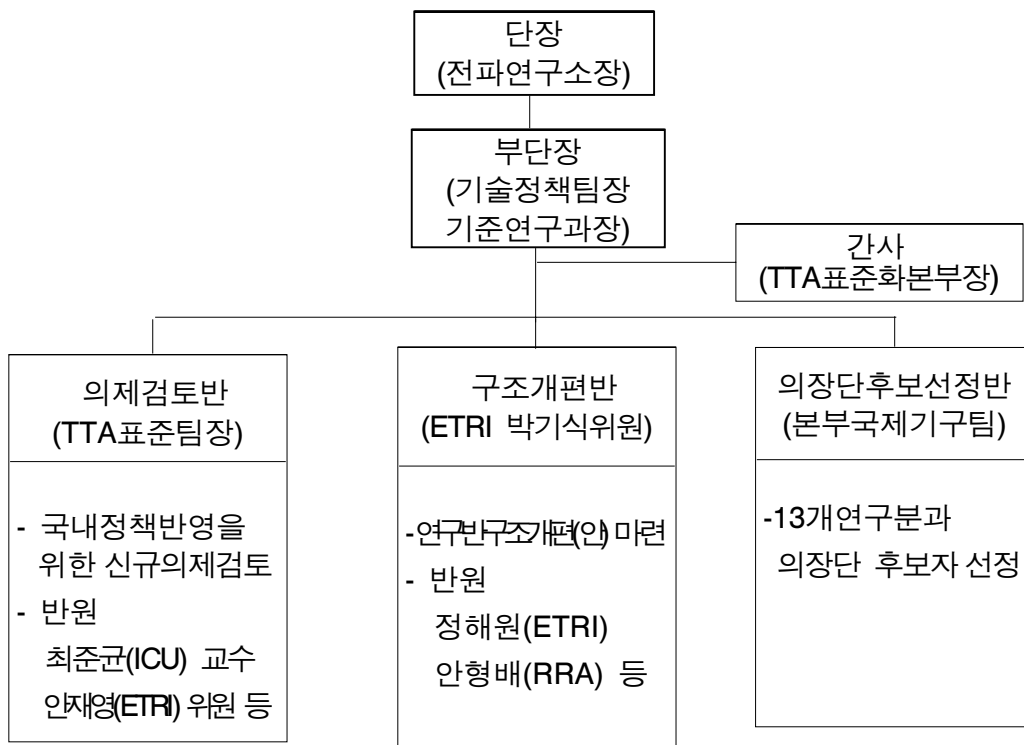 단장
(전파연구소장)
부단장
(기술정책팀장
기준연구과장)
간사
(TTA표준화본부장)
의제검토반
(TTA표준팀장)
- 국내정책반영을
위한 신규의제검토
- 반원
최준균(ICU) 교수
안재영(ETRI) 위원 등
구조개편반
(ETRI 박기식위원)
-연구반구조개편(안) 마련
- 반원
정해원(ETRI)
안형배(RRA) 등
의장단후보선정반
(본부국제기구팀)
-13개연구분과
의장단 후보자 선정